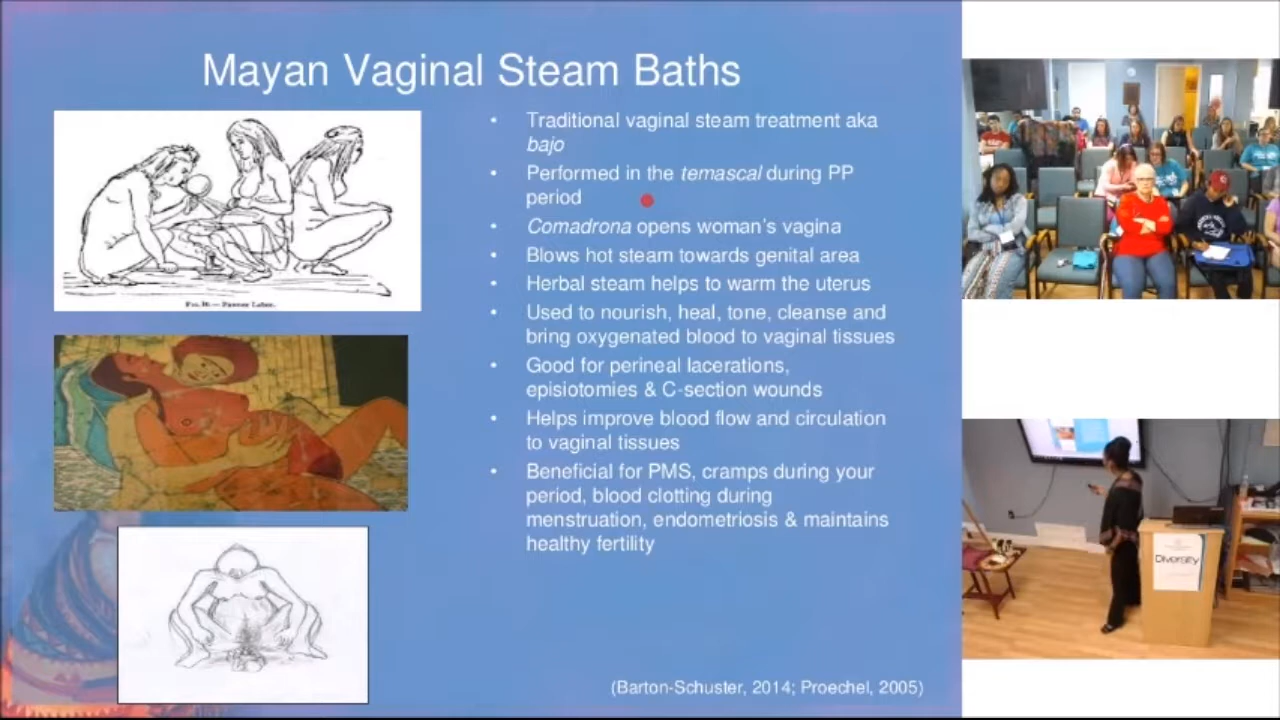 Mayan Vaginal Steam Baths
• Traditional vaginal steam treatment aka
bajo
• Performed in the temascal during PP
period
• Comadrona opens woman's vagina
• Blows hot steam towards genital area
• Herbal steam helps to warm the uterus
• Used to nourish, heal, tone, cleanse and
bring oxygenated blood to vaginal tissues
• Good for perineal lacerations,
episiotomies & C-section wounds
• Helps improve blood flow and circulation
to vaginal tissues
• Beneficial for PMS, cramps during your
period, blood clotting during
menstruation, endometriosis & maintains
healthy fertility
(Barton-Schuster, 2014; Proechel, 2005)
Diversity